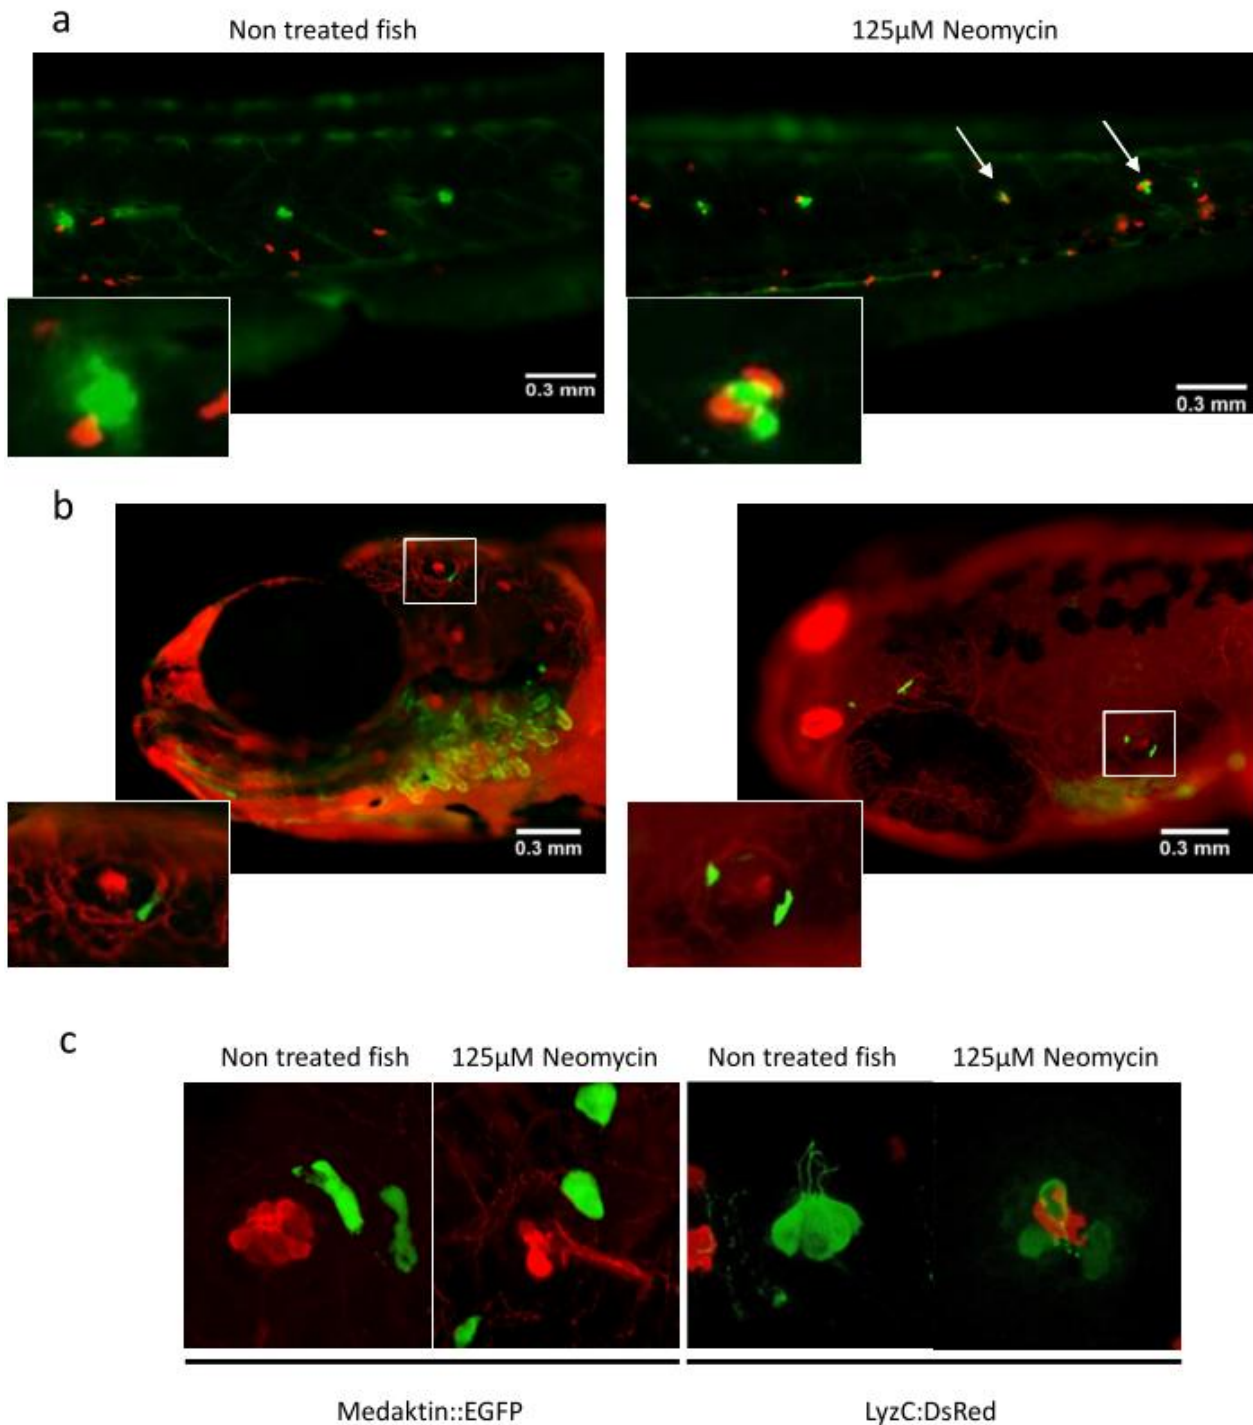 a
Non treated fish
125µM Neomycin
0.3 mm
0.3 mm
b
0.3 mm
0.3 mm
c
Non treated fish
125µM Neomycin
Non treated fish
125µM Neomycin
Medaktin::EGFP
LyzC:DsRed